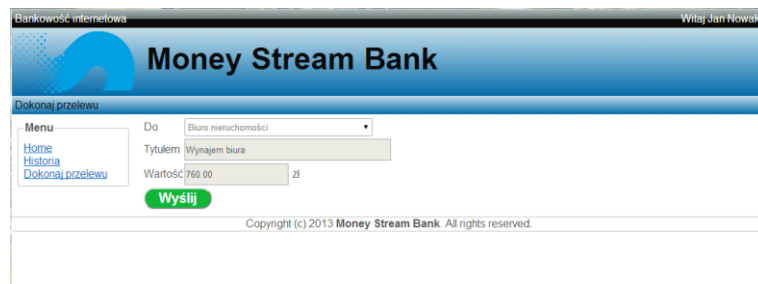 Bankowość internetowa Witaj Jan Nowak
Money Stream Bank
Dokonaj przelewu
Menu
Home
Historia
Dokonaj przelewu
Do Biuro nieruchomości
Tytułem Wynajem biura
Wartość 760.00 zł
Wyślij
Copyright (c) 2013 Money Stream Bank. All rights reserved.